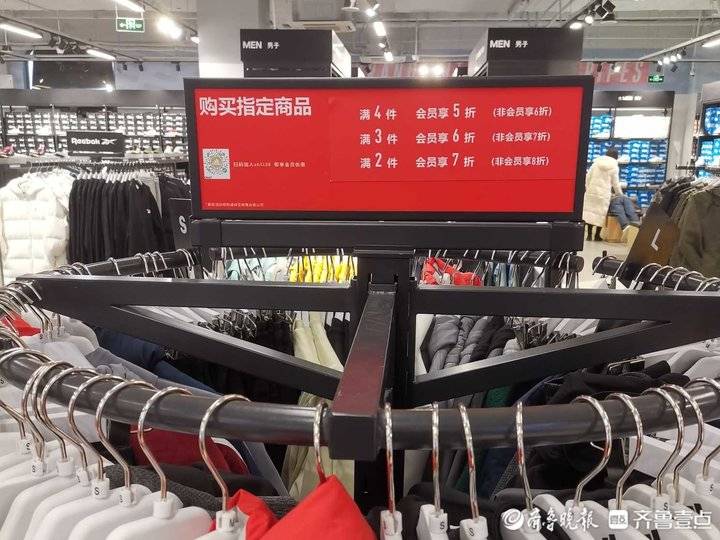 MEN 男子
MEN 男子
购买指定商品
满 4 件 会员享 5 折 (非会员享6折)
满 3 件 会员享 6 折 (非会员享7折)
满 2 件 会员享 7 折 (非会员享8折)
Reebok
S
L
S
S
S
S
S
齐鲁晚报 齐鲁壹点